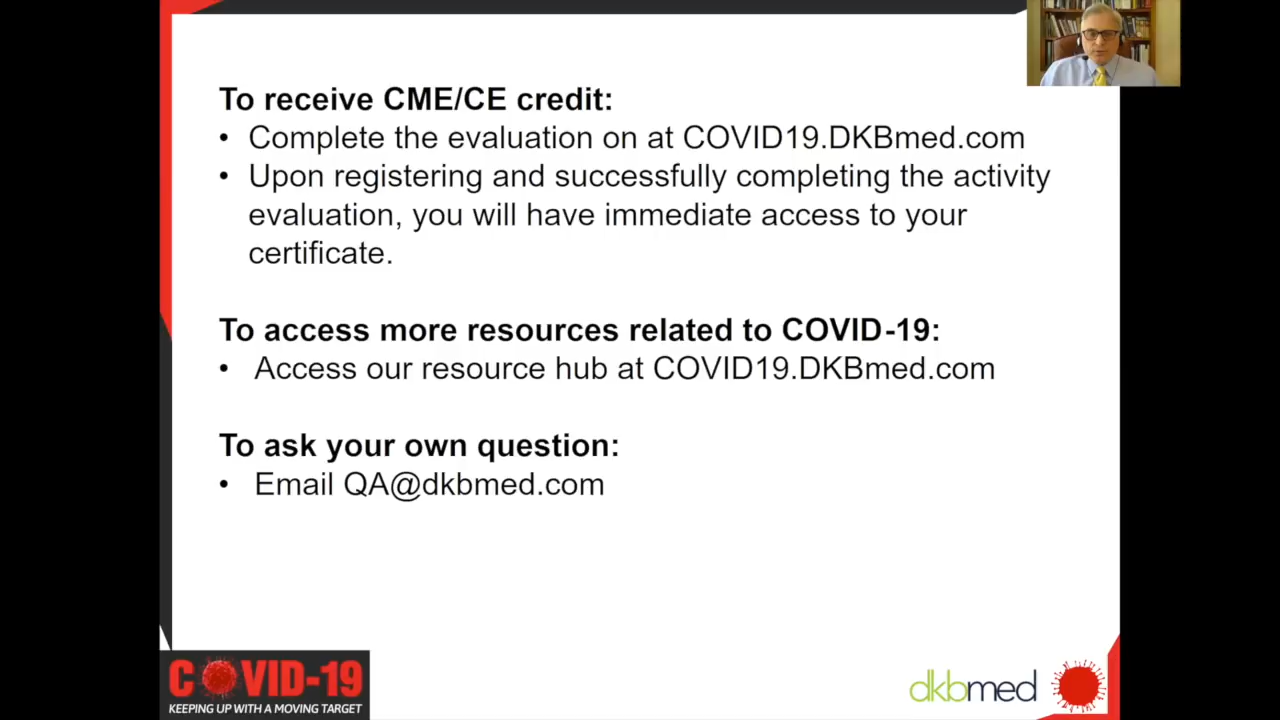 To receive CME/CE credit:
• Complete the evaluation on at COVID19.DKBmed.com
• Upon registering and successfully completing the activity
evaluation, you will have immediate access to your
certificate.
To access more resources related to COVID-19:
• Access our resource hub at COVID19.DKBmed.com
To ask your own question:
• Email QA@dkbmed.com
COVID-19
KEEPING UP WITH A MOVING TARGET
dkbmed